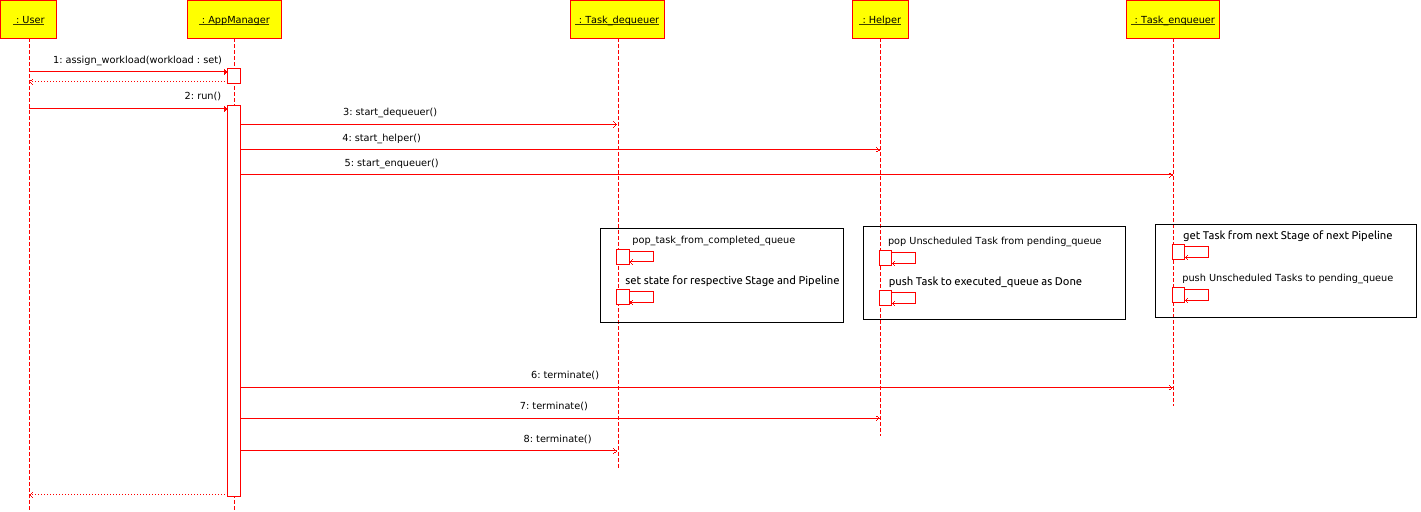 : User
: AppManager
: Task_dequeuer
: Helper
: Task_enqueuer
1: assign_workload(workload : set)
2: run()
3: start_dequeuer()
4: start_helper()
5: start_enqueuer()
pop_task_from_completed_queue
set state for respective Stage and Pipeline
pop Unscheduled Task from pending_queue
push Task to executed_queue as Done
get Task from next Stage of next Pipeline
push Unscheduled Tasks to pending_queue
6: terminate()
7: terminate()
8: terminate()